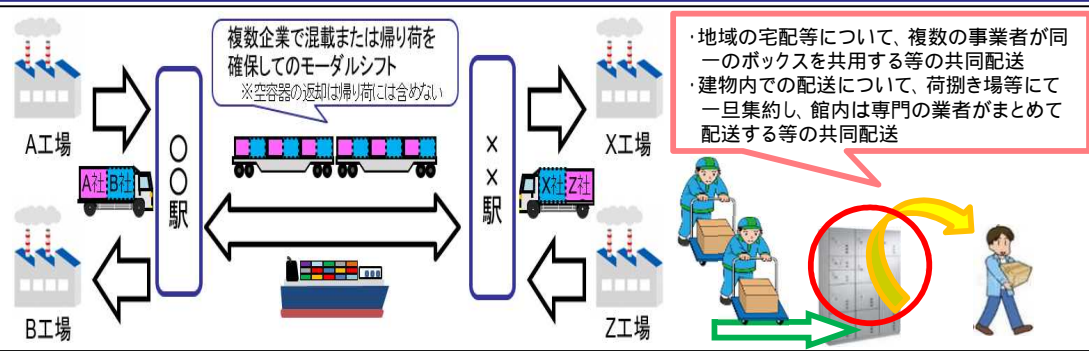 複数企業で混載または帰り荷を
確保してのモーダルシフト
※空容器の返却は帰り荷には含めない
A工場
B工場
A社
B社
○○駅
××駅
X社
Z社
X工場
Z工場
・地域の宅配等について、複数の事業者が同
一のボックスを共用する等の共同配送
・建物内での配送について、荷捌き場等にて
一旦集約し、館内は専門の業者がまとめて
配送する等の共同配送